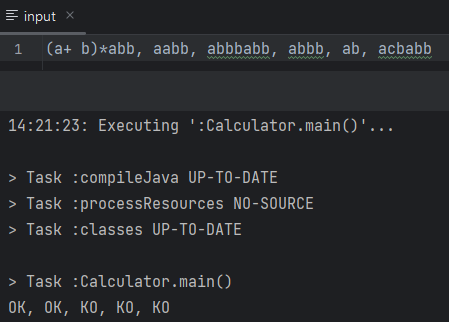 input ×
1 (a+ b)*abb, aabb, abbbabb, abbb, ab, acbabb
14:21:23: Executing ':Calculator.main()'...
> Task :compileJava UP-TO-DATE
> Task :processResources NO-SOURCE
> Task :classes UP-TO-DATE
> Task :Calculator.main()
OK, OK, KO, KO, KO